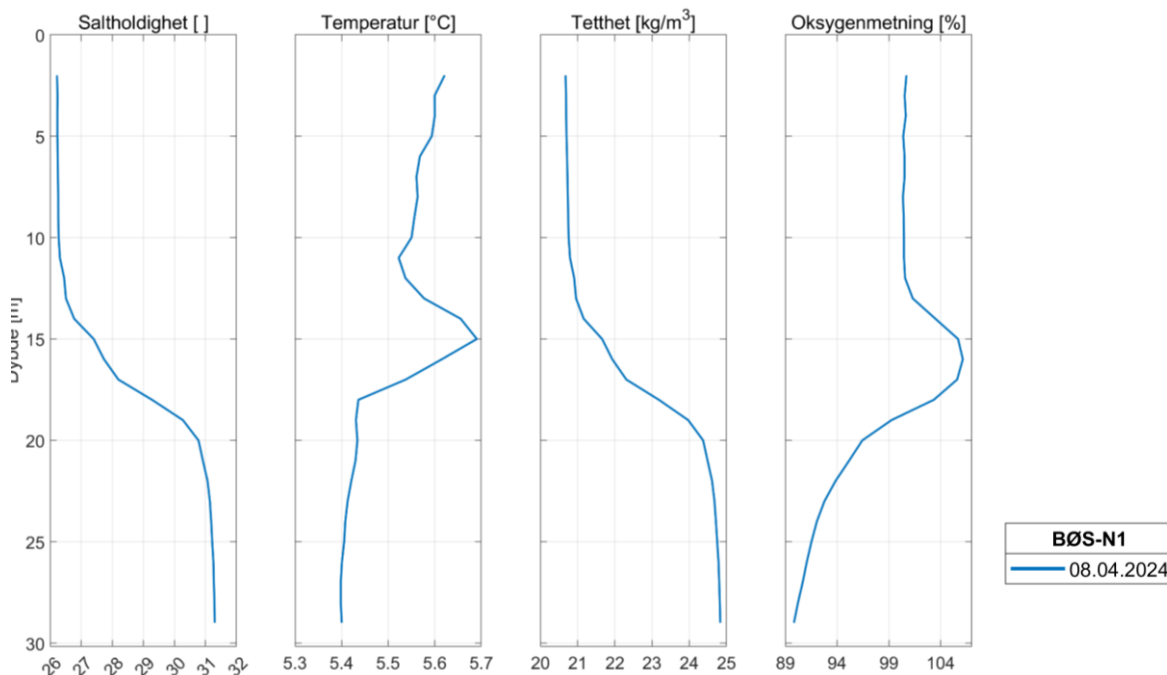 Saltholdighet [ ] Temperatur [°C] Tetthet [kg/m³] Oksygenmetning [%]
0
5
10
15
20
25
30
Dybde [m]
26 27 28 29 30 31 32
5.3 5.4 5.5 5.6 5.7
20 21 22 23 24 25
89 94 99 104
BØS-N1
08.04.2024